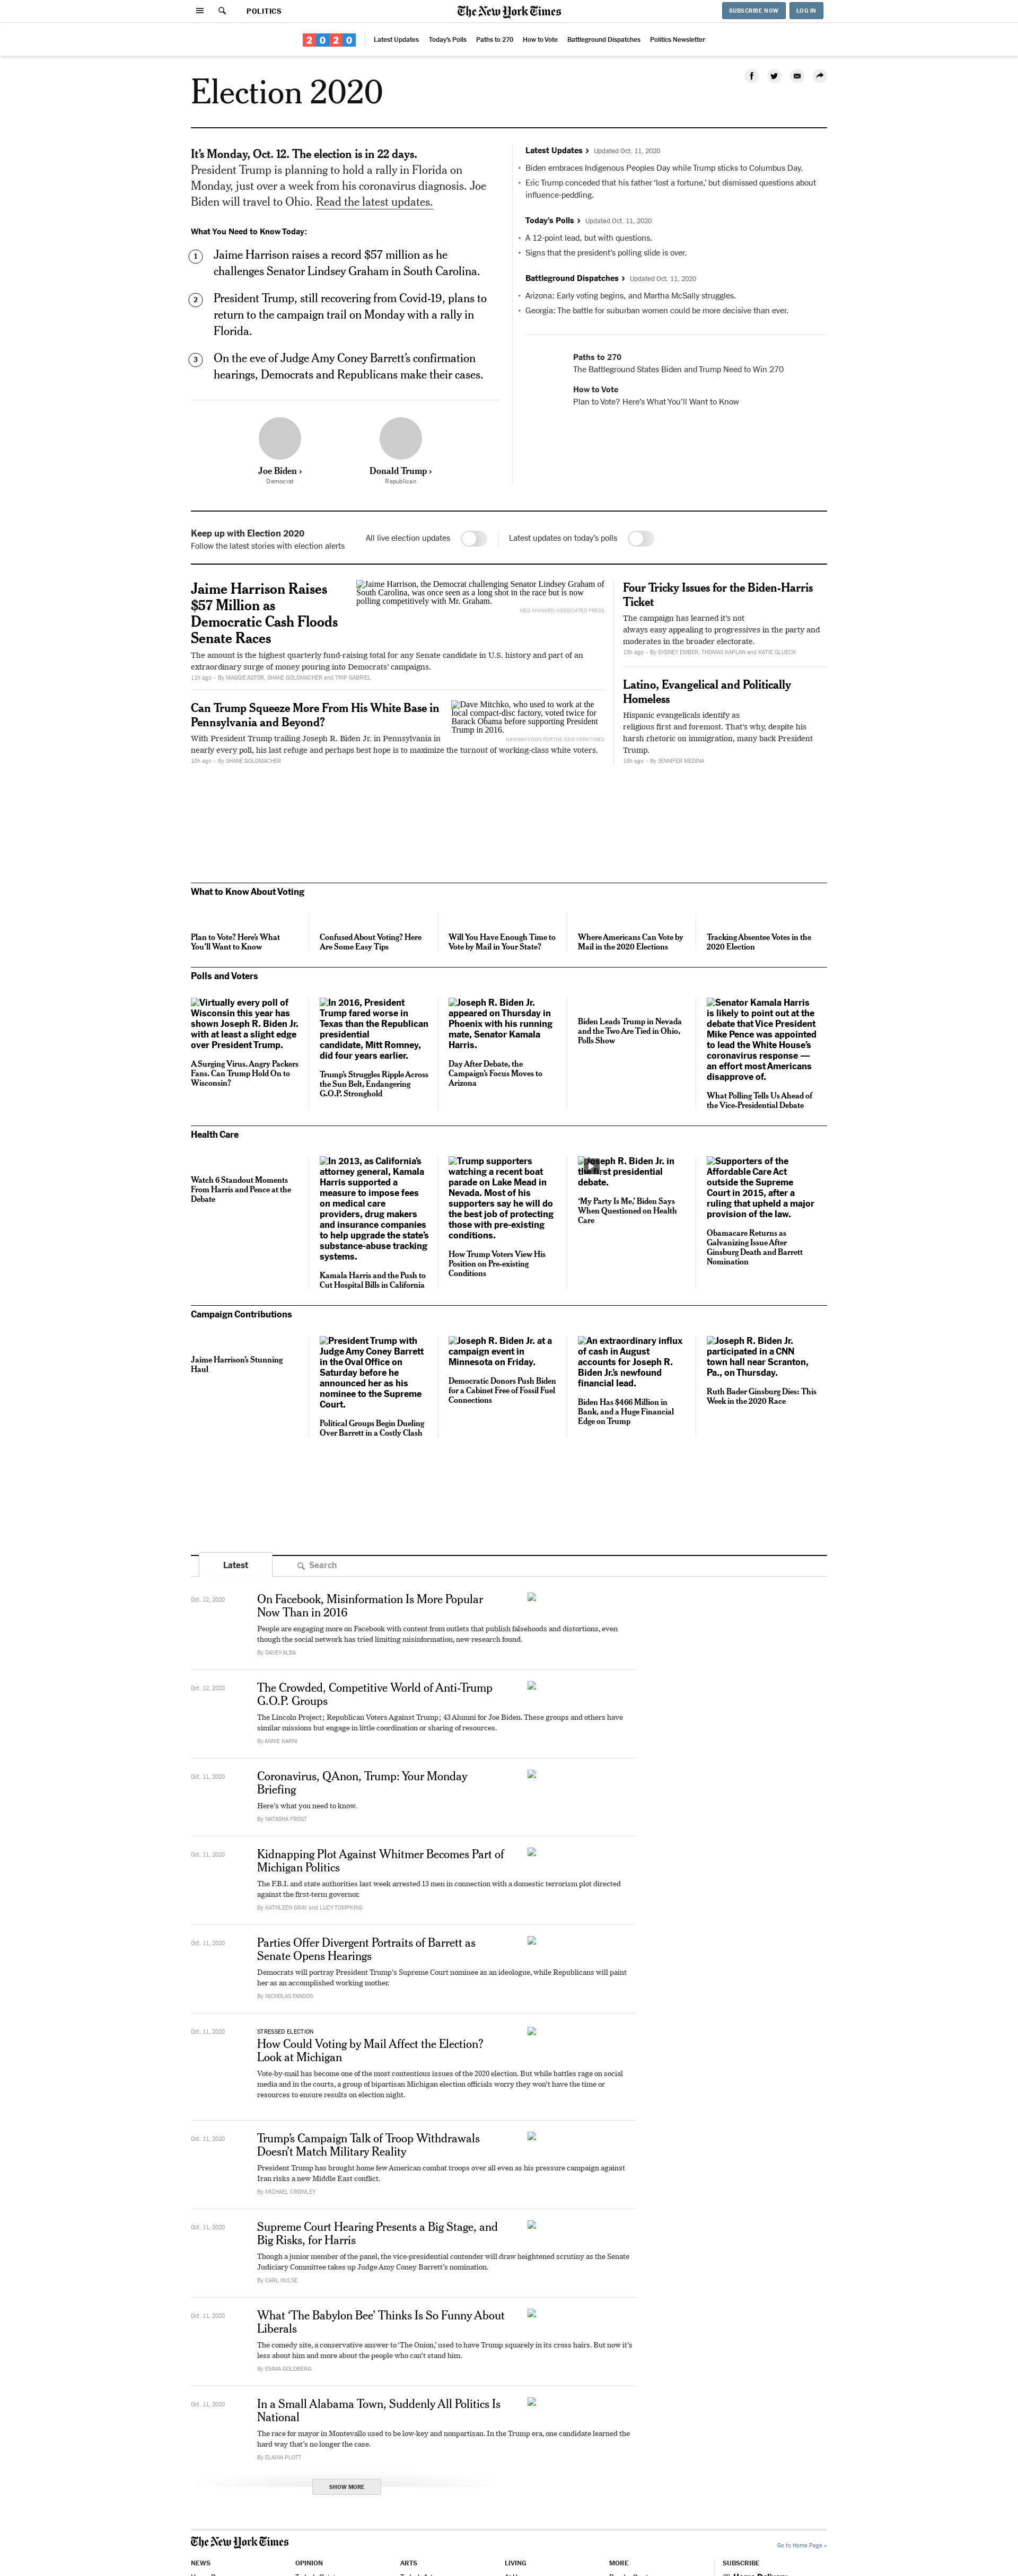 POLITICS
The New York Times
SUBSCRIBE NOW
LOG IN
2020
Latest Updates
Today's Polls
Paths to 270
How to Vote
Battleground Dispatches
Politics Newsletter
Election 2020
It's Monday, Oct. 12. The election is in 22 days.
President Trump is planning to hold a rally in Florida on
Monday, just over a week from his coronavirus diagnosis. Joe
Biden will travel to Ohio. Read the latest updates.
What You Need to Know Today:
1
Jaime Harrison raises a record $57 million as he
challenges Senator Lindsey Graham in South Carolina.
2
President Trump, still recovering from Covid-19, plans to
return to the campaign trail on Monday with a rally in
Florida.
3
On the eve of Judge Amy Coney Barrett's confirmation
hearings, Democrats and Republicans make their cases.
Joe Biden ›
Democrat
Donald Trump ›
Republican
Latest Updates › Updated Oct. 11, 2020
• Biden embraces Indigenous Peoples Day while Trump sticks to Columbus Day.
• Eric Trump conceded that his father 'lost a fortune,' but dismissed questions about
influence-peddling.
Today's Polls › Updated Oct. 11, 2020
• A 12-point lead, but with questions.
• Signs that the president's polling slide is over.
Battleground Dispatches › Updated Oct. 11, 2020
• Arizona: Early voting begins, and Martha McSally struggles.
• Georgia: The battle for suburban women could be more decisive than ever.
Paths to 270
The Battleground States Biden and Trump Need to Win 270
How to Vote
Plan to Vote? Here's What You'll Want to Know
Keep up with Election 2020
Follow the latest stories with election alerts
All live election updates
Latest updates on today's polls
Jaime Harrison Raises
$57 Million as
Democratic Cash Floods
Senate Races
Jaime Harrison, the Democrat challenging Senator Lindsey Graham of
South Carolina, was once seen as a long shot in the race but is now
polling competitively with Mr. Graham.
MEG KINNARD/ASSOCIATED PRESS
The amount is the highest quarterly fund-raising total for any Senate candidate in U.S. history and part of an
extraordinary surge of money pouring into Democrats' campaigns.
11h ago – By MAGGIE ASTOR, SHANE GOLDMACHER and TRIP GABRIEL
Can Trump Squeeze More From His White Base in
Pennsylvania and Beyond?
Dave Mitchko, who used to work at the
local compact-disc factory, voted twice for
Barack Obama before supporting President
Trump in 2016.
HANNAH YOON FOR THE NEW YORK TIMES
With President Trump trailing Joseph R. Biden Jr. in Pennsylvania in
nearly every poll, his last refuge and perhaps best hope is to maximize the turnout of working-class white voters.
10h ago – By SHANE GOLDMACHER
Four Tricky Issues for the Biden-Harris
Ticket
The campaign has learned it's not
always easy appealing to progressives in the party and
moderates in the broader electorate.
13h ago – By SYDNEY EMBER, THOMAS KAPLAN and KATIE GLUECK
Latino, Evangelical and Politically
Homeless
Hispanic evangelicals identify as
religious first and foremost. That's why, despite his
harsh rhetoric on immigration, many back President
Trump.
19h ago – By JENNIFER MEDINA
What to Know About Voting
Plan to Vote? Here's What
You'll Want to Know
Confused About Voting? Here
Are Some Easy Tips
Will You Have Enough Time to
Vote by Mail in Your State?
Where Americans Can Vote by
Mail in the 2020 Elections
Tracking Absentee Votes in the
2020 Election
Polls and Voters
Virtually every poll of
Wisconsin this year has
shown Joseph R. Biden Jr.
with at least a slight edge
over President Trump.
A Surging Virus. Angry Packers
Fans. Can Trump Hold On to
Wisconsin?
In 2016, President
Trump fared worse in
Texas than the Republican
presidential
candidate, Mitt Romney,
did four years earlier.
Trump's Struggles Ripple Across
the Sun Belt, Endangering
G.O.P. Stronghold
Joseph R. Biden Jr.
appeared on Thursday in
Phoenix with his running
mate, Senator Kamala
Harris.
Day After Debate, the
Campaign's Focus Moves to
Arizona
Biden Leads Trump in Nevada
and the Two Are Tied in Ohio,
Polls Show
Senator Kamala Harris
is likely to point out at the
debate that Vice President
Mike Pence was appointed
to lead the White House's
coronavirus response —
an effort most Americans
disapprove of.
What Polling Tells Us Ahead of
the Vice-Presidential Debate
Health Care
Watch 6 Standout Moments
From Harris and Pence at the
Debate
In 2013, as California's
attorney general, Kamala
Harris supported a
measure to impose fees
on medical care
providers, drug makers
and insurance companies
to help upgrade the state's
substance-abuse tracking
systems.
Kamala Harris and the Push to
Cut Hospital Bills in California
Trump supporters
watching a recent boat
parade on Lake Mead in
Nevada. Most of his
supporters say he will do
the best job of protecting
those with pre-existing
conditions.
How Trump Voters View His
Position on Pre-existing
Conditions
Joseph R. Biden Jr. in
the first presidential
debate.
'My Party Is Me,' Biden Says
When Questioned on Health
Care
Supporters of the
Affordable Care Act
outside the Supreme
Court in 2015, after a
ruling that upheld a major
provision of the law.
Obamacare Returns as
Galvanizing Issue After
Ginsburg Death and Barrett
Nomination
Campaign Contributions
Jaime Harrison's Stunning
Haul
President Trump with
Judge Amy Coney Barrett
in the Oval Office on
Saturday before he
announced her as his
nominee to the Supreme
Court.
Political Groups Begin Dueling
Over Barrett in a Costly Clash
Joseph R. Biden Jr. at a
campaign event in
Minnesota on Friday.
Democratic Donors Push Biden
for a Cabinet Free of Fossil Fuel
Connections
An extraordinary influx
of cash in August
accounts for Joseph R.
Biden Jr.'s newfound
financial lead.
Biden Has $466 Million in
Bank, and a Huge Financial
Edge on Trump
Joseph R. Biden Jr.
participated in a CNN
town hall near Scranton,
Pa., on Thursday.
Ruth Bader Ginsburg Dies: This
Week in the 2020 Race
Latest
Search
Oct. 12, 2020
On Facebook, Misinformation Is More Popular
Now Than in 2016
People are engaging more on Facebook with content from outlets that publish falsehoods and distortions, even
though the social network has tried limiting misinformation, new research found.
By DAVEY ALBA
Oct. 12, 2020
The Crowded, Competitive World of Anti-Trump
G.O.P. Groups
The Lincoln Project; Republican Voters Against Trump; 43 Alumni for Joe Biden. These groups and others have
similar missions but engage in little coordination or sharing of resources.
By ANNIE KARNI
Oct. 11, 2020
Coronavirus, QAnon, Trump: Your Monday
Briefing
Here's what you need to know.
By NATASHA FROST
Oct. 11, 2020
Kidnapping Plot Against Whitmer Becomes Part of
Michigan Politics
The F.B.I. and state authorities last week arrested 13 men in connection with a domestic terrorism plot directed
against the first-term governor.
By KATHLEEN GRAY and LUCY TOMPKINS
Oct. 11, 2020
Parties Offer Divergent Portraits of Barrett as
Senate Opens Hearings
Democrats will portray President Trump's Supreme Court nominee as an ideologue, while Republicans will paint
her as an accomplished working mother.
By NICHOLAS FANDOS
Oct. 11, 2020
STRESSED ELECTION
How Could Voting by Mail Affect the Election?
Look at Michigan
Vote-by-mail has become one of the most contentious issues of the 2020 election. But while battles rage on social
media and in the courts, a group of bipartisan Michigan election officials worry they won't have the time or
resources to ensure results on election night.
Oct. 11, 2020
Trump's Campaign Talk of Troop Withdrawals
Doesn't Match Military Reality
President Trump has brought home few American combat troops over all even as his pressure campaign against
Iran risks a new Middle East conflict.
By MICHAEL CROWLEY
Oct. 11, 2020
Supreme Court Hearing Presents a Big Stage, and
Big Risks, for Harris
Though a junior member of the panel, the vice-presidential contender will draw heightened scrutiny as the Senate
Judiciary Committee takes up Judge Amy Coney Barrett's nomination.
By CARL HULSE
Oct. 11, 2020
What 'The Babylon Bee' Thinks Is So Funny About
Liberals
The comedy site, a conservative answer to 'The Onion,' used to have Trump squarely in its cross hairs. But now it's
less about him and more about the people who can't stand him.
By EMMA GOLDBERG
Oct. 11, 2020
In a Small Alabama Town, Suddenly All Politics Is
National
The race for mayor in Montevallo used to be low-key and nonpartisan. In the Trump era, one candidate learned the
hard way that's no longer the case.
By ELAINA PLOTT
SHOW MORE
The New York Times
Go to Home Page »
NEWS
OPINION
ARTS
LIVING
MORE
SUBSCRIBE